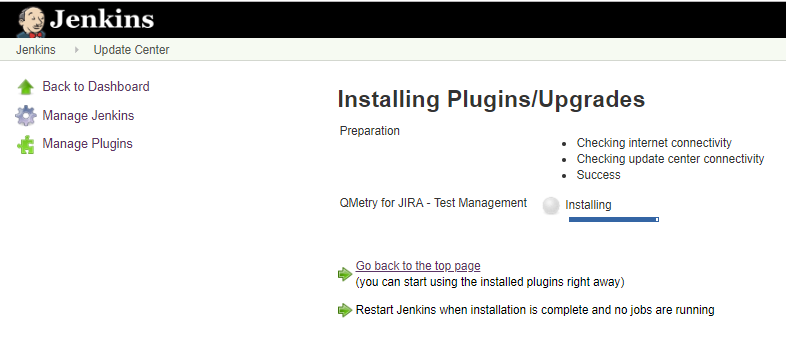 Jenkins
Jenkins Update Center
Back to Dashboard
Manage Jenkins
Manage Plugins
Installing Plugins/Upgrades
Preparation
Checking internet connectivity
Checking update center connectivity
Success
QMetry for JIRA - Test Management Installing
Go back to the top page
(you can start using the installed plugins right away)
Restart Jenkins when installation is complete and no jobs are running